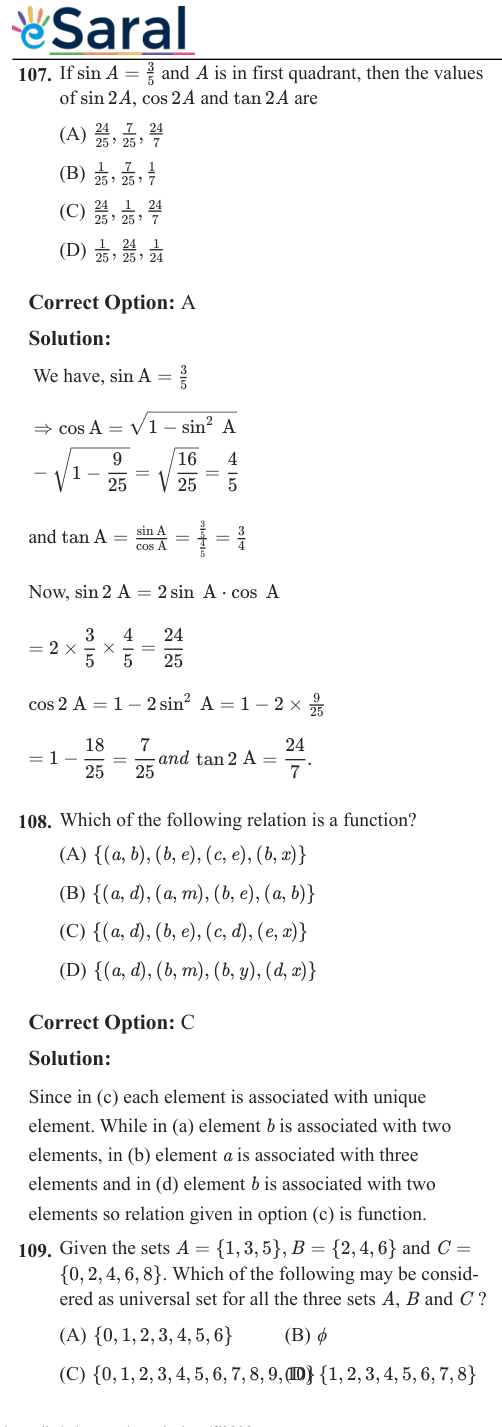 eSaral
107. If sin A = 3/5 and A is in first quadrant, then the values
of sin 2A, cos 2A and tan 2A are
(A) 24/25, 7/25, 24/7
(B) 1/25, 7/25, 1/7
(C) 24/25, 1/25, 24/7
(D) 1/25, 24/25, 1/24
Correct Option: A
Solution:
We have, sin A = 3/5
⇒ cos A = √(1 − sin² A)
− √(1 − 9/25) = √(16/25) = 4/5
and tan A = sin A/cos A = (3/5)/(4/5) = 3/4
Now, sin 2 A = 2 sin A · cos A
= 2 × 3/5 × 4/5 = 24/25
cos 2 A = 1 − 2 sin² A = 1 − 2 × 9/25
= 1 − 18/25 = 7/25 and tan 2 A = 24/7.
108. Which of the following relation is a function?
(A) {(a, b), (b, e), (c, e), (b, x)}
(B) {(a, d), (a, m), (b, e), (a, b)}
(C) {(a, d), (b, e), (c, d), (e, x)}
(D) {(a, d), (b, m), (b, y), (d, x)}
Correct Option: C
Solution:
Since in (c) each element is associated with unique
element. While in (a) element b is associated with two
elements, in (b) element a is associated with three
elements and in (d) element b is associated with two
elements so relation given in option (c) is function.
109. Given the sets A = {1, 3, 5}, B = {2, 4, 6} and C =
{0, 2, 4, 6, 8}. Which of the following may be consid-
ered as universal set for all the three sets A, B and C ?
(A) {0, 1, 2, 3, 4, 5, 6} (B) ϕ
(C) {0, 1, 2, 3, 4, 5, 6, 7, 8, 9, 10} (D) {1, 2, 3, 4, 5, 6, 7, 8}